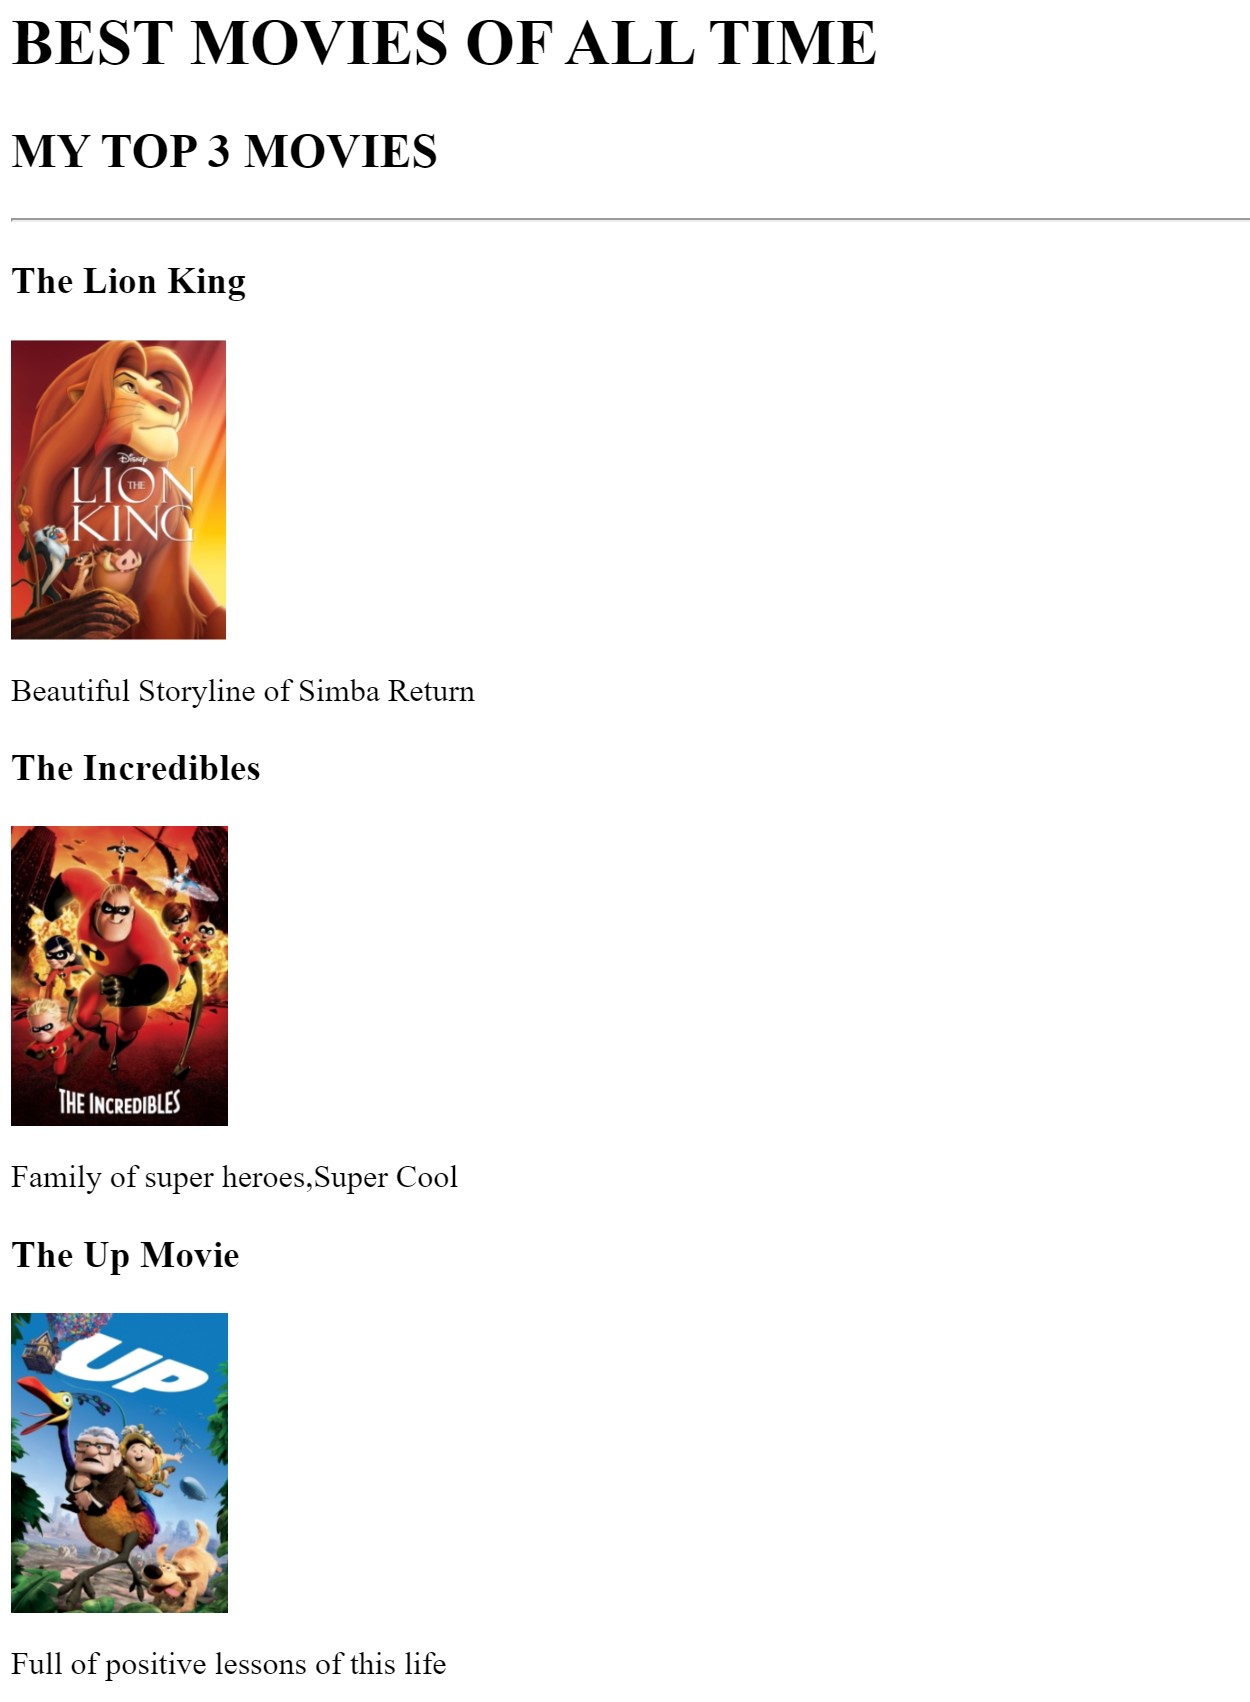 BEST MOVIES OF ALL TIME
MY TOP 3 MOVIES
The Lion King
Disney
THE
LION
KING
Beautiful Storyline of Simba Return
The Incredibles
THE INCREDIBLES
Family of super heroes,Super Cool
The Up Movie
UP
Full of positive lessons of this life